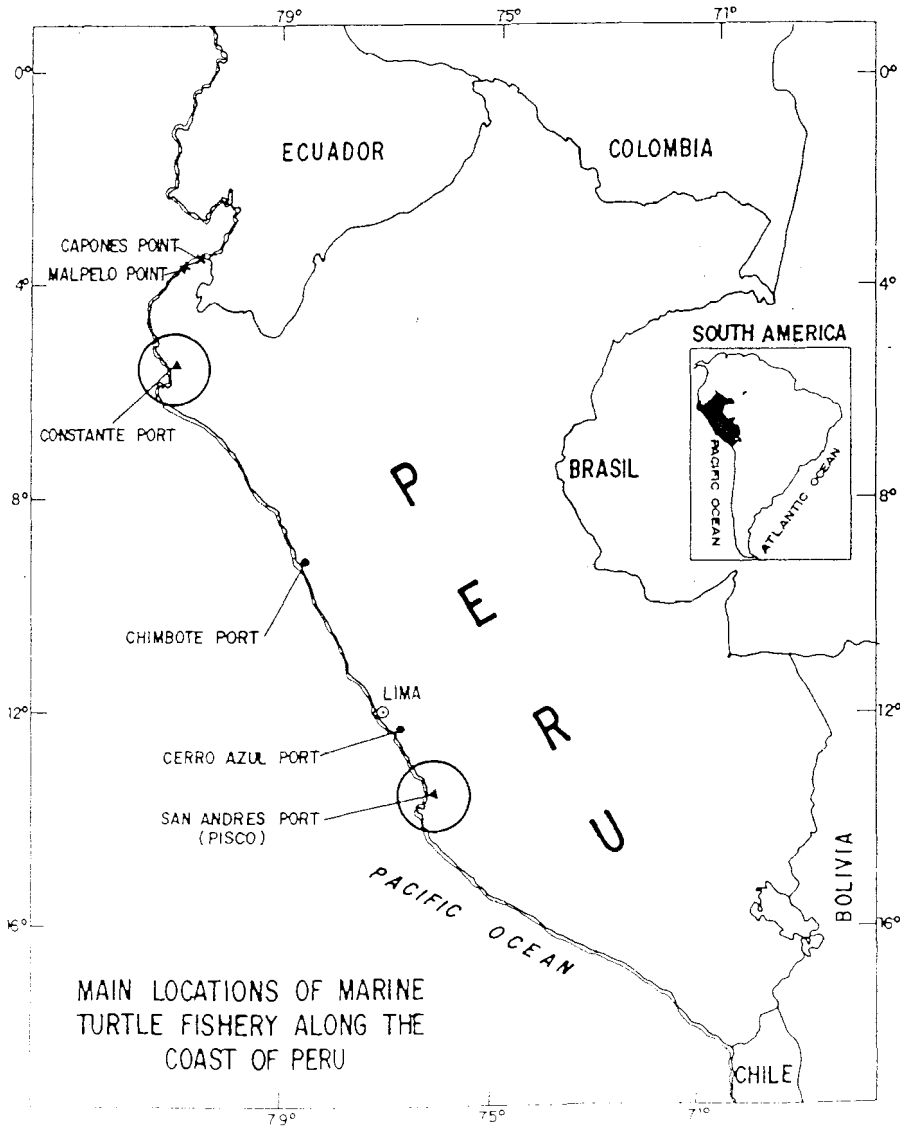 79° 75° 71°
0° 0°
ECUADOR
COLOMBIA
CAPONES POINT
MALPELO POINT
4° 4°
SOUTH AMERICA
CONSTANTE PORT
PACIFIC OCEAN
ATLANTIC OCEAN
BRASIL
8° 8°
PERU
CHIMBOTE PORT
LIMA
12° 12°
CERRO AZUL PORT
SAN ANDRES PORT
(PISCO)
BOLIVIA
PACIFIC OCEAN
16° 16°
MAIN LOCATIONS OF MARINE
TURTLE FISHERY ALONG THE
COAST OF PERU
CHILE
79° 75° 71°